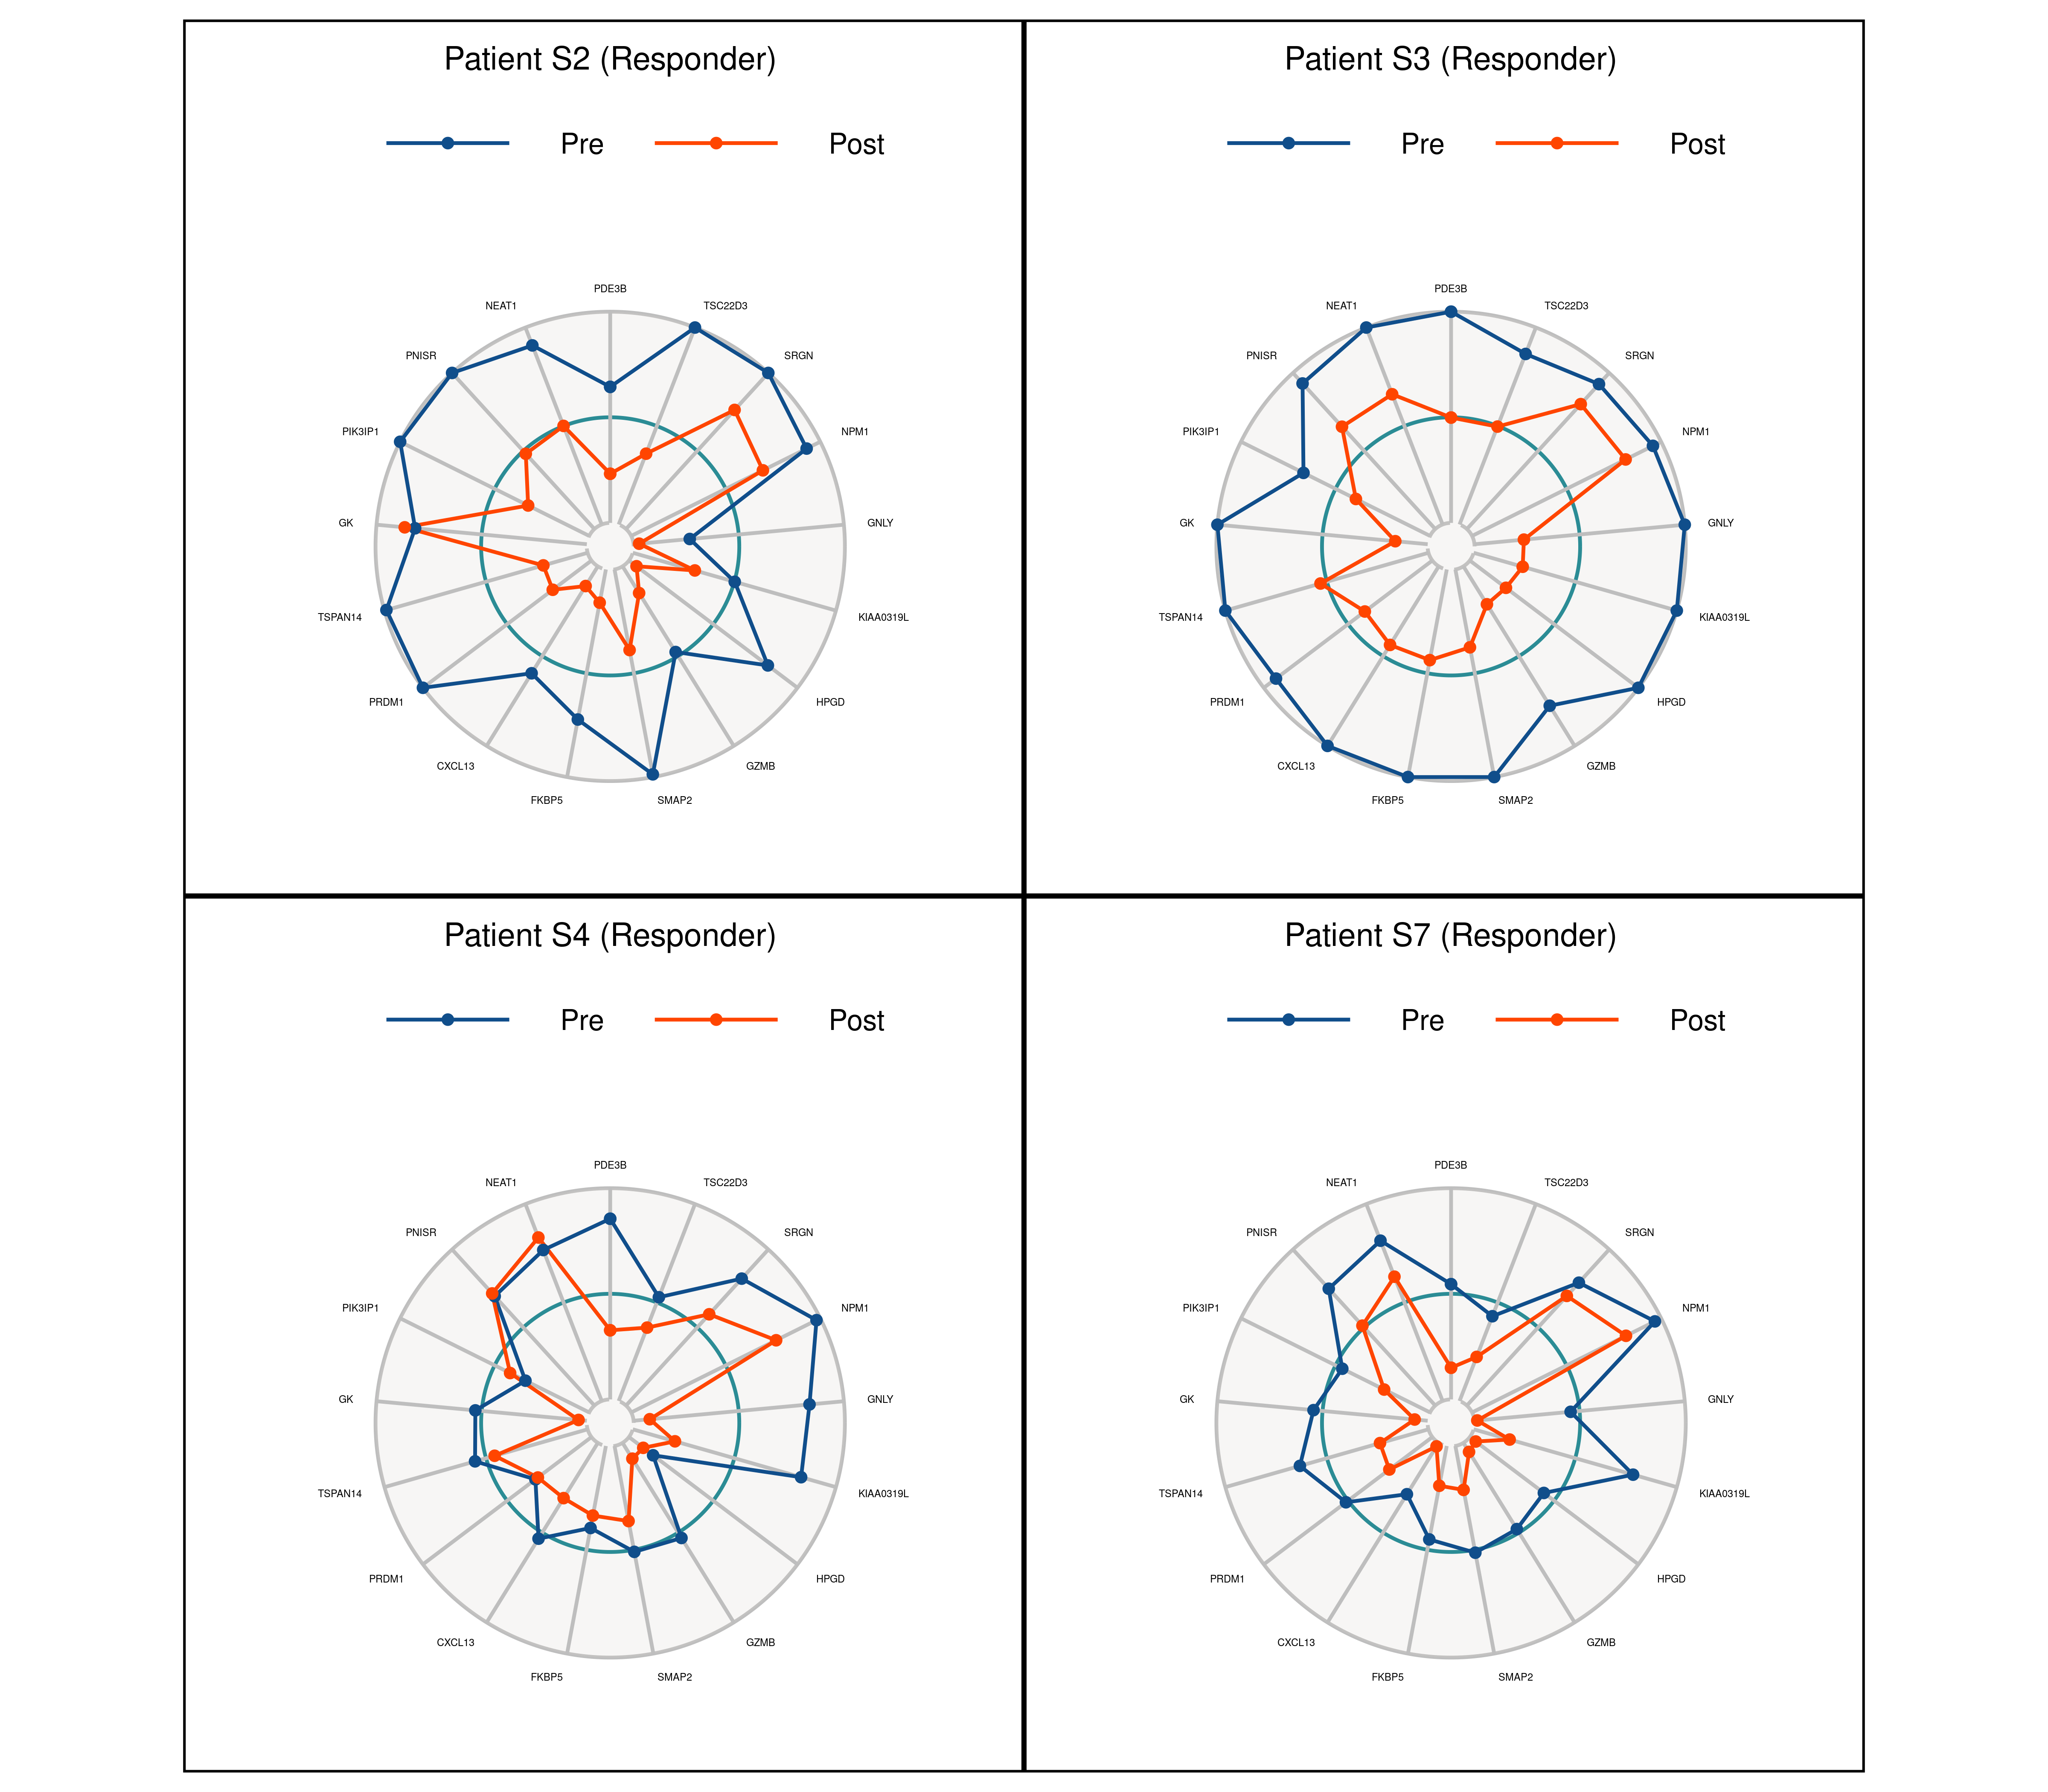 Patient S2 (Responder)
Pre Post
PDE3B
NEAT1 TSC22D3
PNISR SRGN
PIK3IP1 NPM1
GK GNLY
TSPAN14 KIAA0319L
PRDM1 HPGD
CXCL13 GZMB
FKBP5 SMAP2
Patient S3 (Responder)
Pre Post
PDE3B
NEAT1 TSC22D3
PNISR SRGN
PIK3IP1 NPM1
GK GNLY
TSPAN14 KIAA0319L
PRDM1 HPGD
CXCL13 GZMB
FKBP5 SMAP2
Patient S4 (Responder)
Pre Post
PDE3B
NEAT1 TSC22D3
PNISR SRGN
PIK3IP1 NPM1
GK GNLY
TSPAN14 KIAA0319L
PRDM1 HPGD
CXCL13 GZMB
FKBP5 SMAP2
Patient S7 (Responder)
Pre Post
PDE3B
NEAT1 TSC22D3
PNISR SRGN
PIK3IP1 NPM1
GK GNLY
TSPAN14 KIAA0319L
PRDM1 HPGD
CXCL13 GZMB
FKBP5 SMAP2